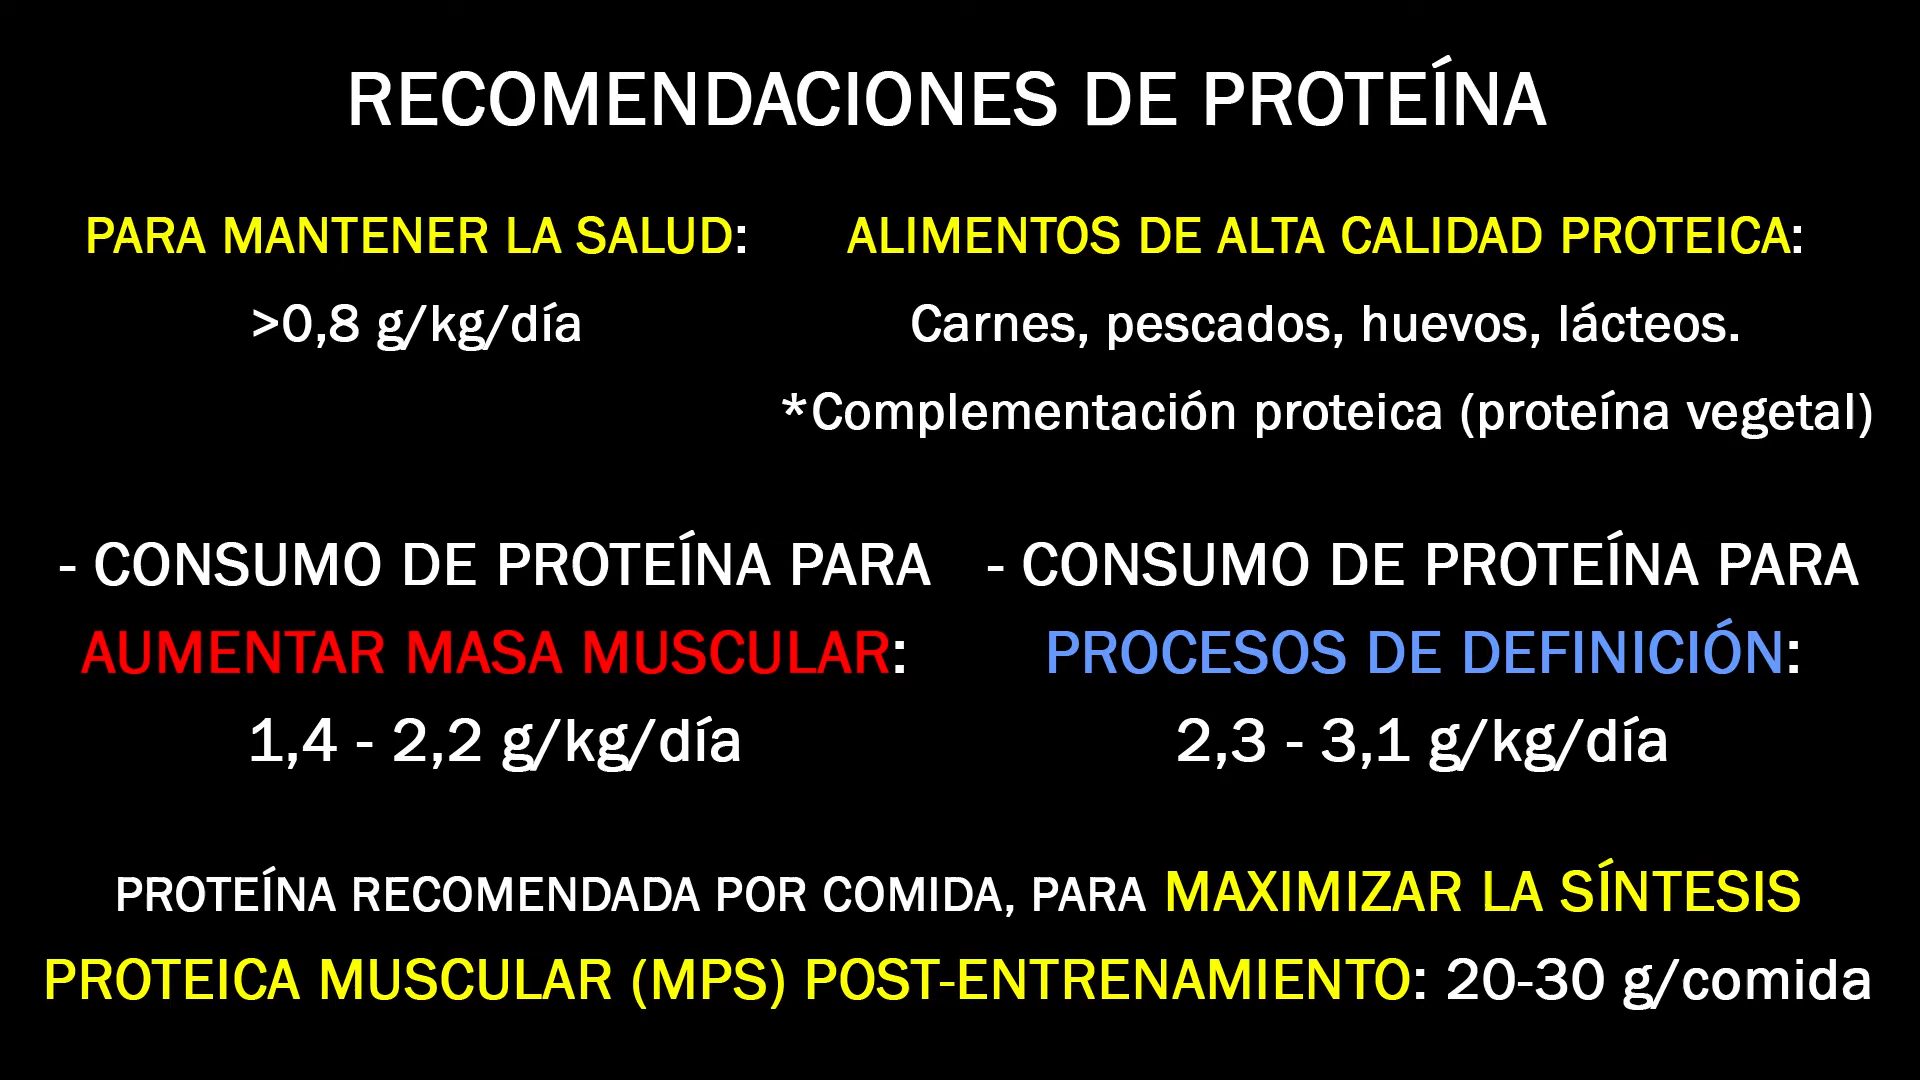 RECOMENDACIONES DE PROTEÍNA
PARA MANTENER LA SALUD:
>0,8 g/kg/día
ALIMENTOS DE ALTA CALIDAD PROTEICA:
Carnes, pescados, huevos, lácteos.
*Complementación proteica (proteína vegetal)
- CONSUMO DE PROTEÍNA PARA
AUMENTAR MASA MUSCULAR:
1,4 - 2,2 g/kg/día
- CONSUMO DE PROTEÍNA PARA
PROCESOS DE DEFINICIÓN:
2,3 - 3,1 g/kg/día
PROTEÍNA RECOMENDADA POR COMIDA, PARA MAXIMIZAR LA SÍNTESIS
PROTEICA MUSCULAR (MPS) POST-ENTRENAMIENTO: 20-30 g/comida